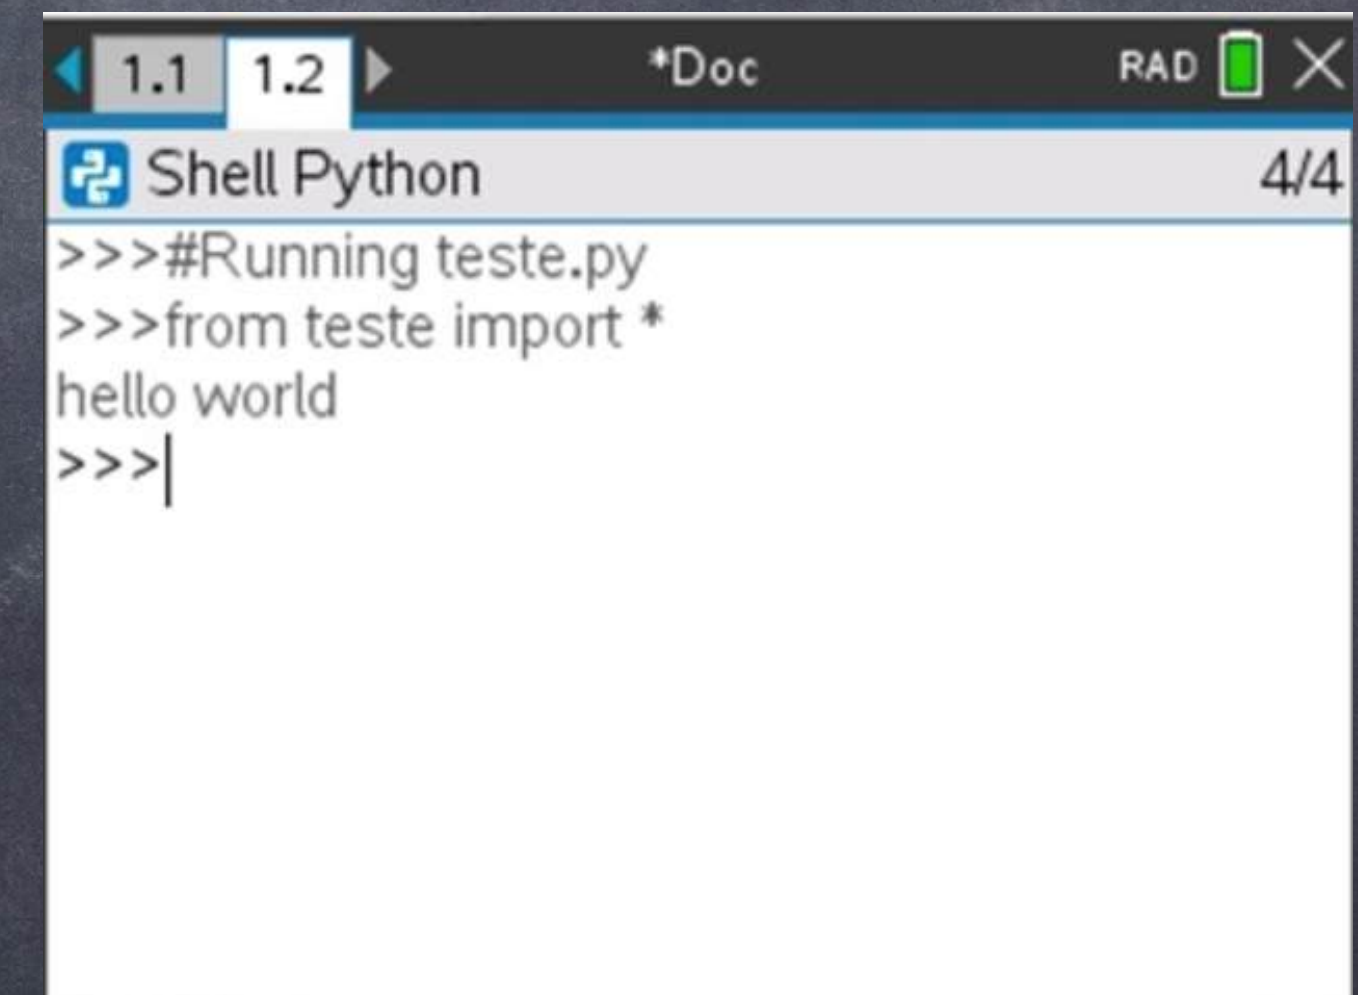 1.1 1.2 *Doc RAD
Shell Python 4/4
>>>#Running teste.py
>>>from teste import *
hello world
>>>